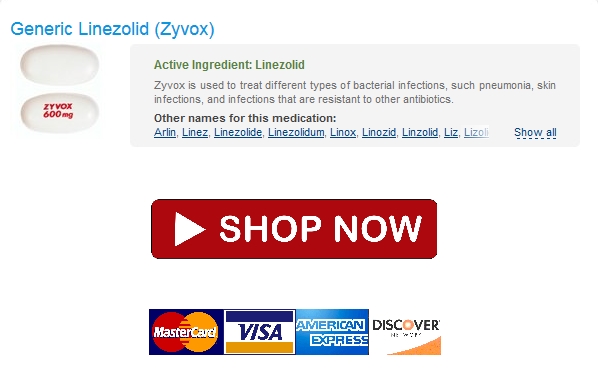 Generic Linezolid (Zyvox)
ZYVOX
600mg
Active Ingredient: Linezolid
Zyvox is used to treat different types of bacterial infections, such pneumonia, skin
infections, and infections that are resistant to other antibiotics.
Other names for this medication:
Arlin, Linez, Linezolide, Linezolidum, Linox, Linozid, Linzolid, Liz, Lizoli
Show all
SHOP NOW
MasterCard
VISA
AMERICAN
EXPRESS
DISCOVER
NETWORK